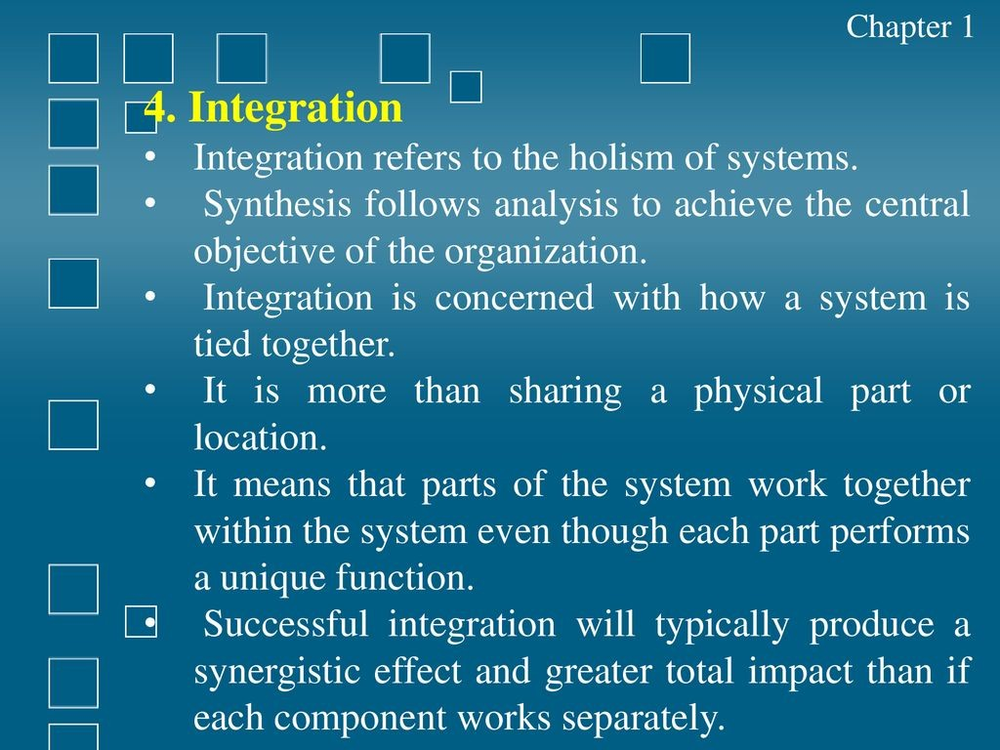 Chapter 1
4. Integration
• Integration refers to the holism of systems.
• Synthesis follows analysis to achieve the central
objective of the organization.
• Integration is concerned with how a system is
tied together.
• It is more than sharing a physical part or
location.
• It means that parts of the system work together
within the system even though each part performs
a unique function.
• Successful integration will typically produce a
synergistic effect and greater total impact than if
each component works separately.